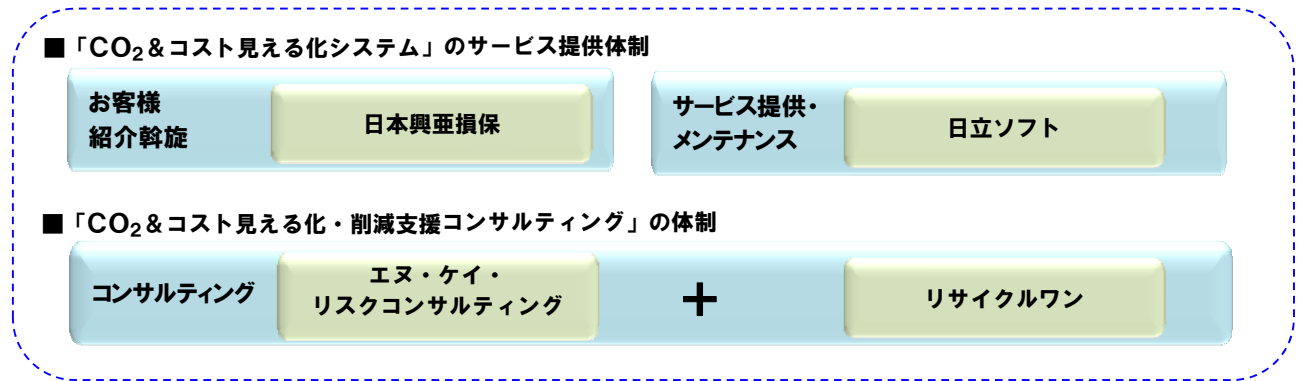 ■「CO₂&コスト見える化システム」のサービス提供体制
お客様
紹介斡旋
日本興亜損保
サービス提供・
メンテナンス
日立ソフト
■「CO₂&コスト見える化・削減支援コンサルティング」の体制
コンサルティング
エヌ・ケイ・
リスクコンサルティング
+
リサイクルワン